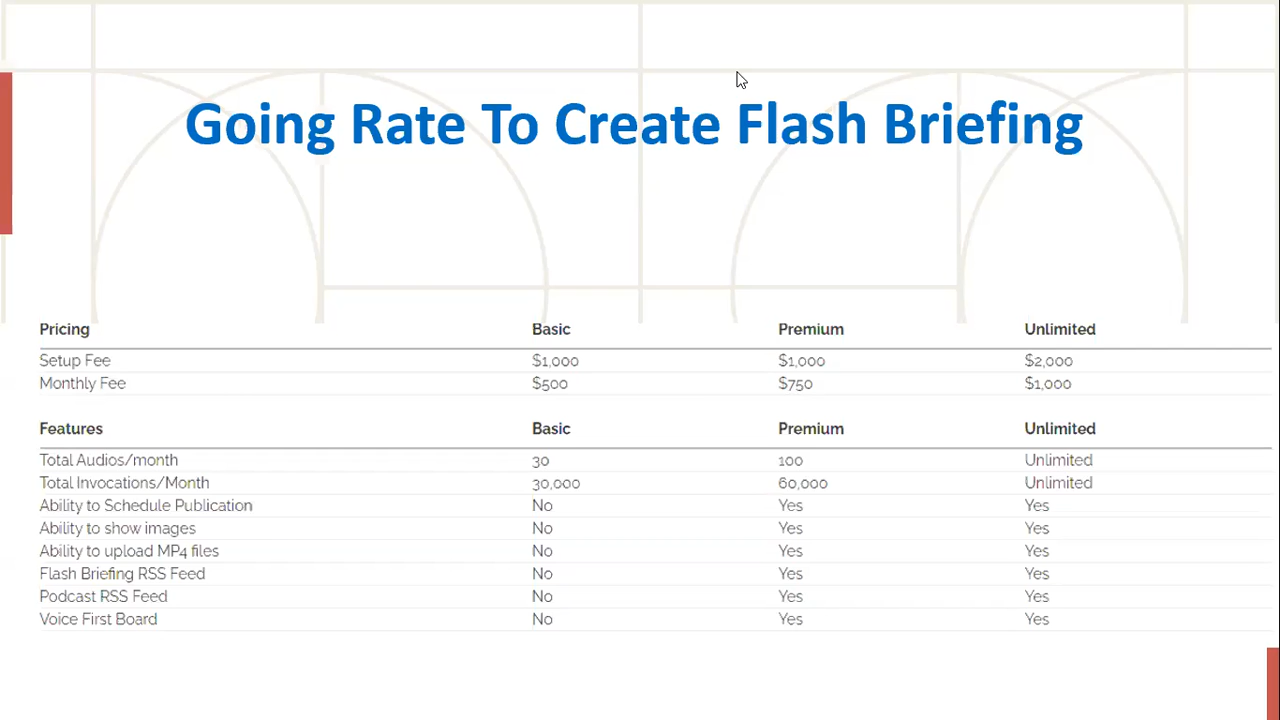 Going Rate To Create Flash Briefing
Pricing Basic Premium Unlimited
Setup Fee $1,000 $1,000 $2,000
Monthly Fee $500 $750 $1,000
Features Basic Premium Unlimited
Total Audios/month 30 100 Unlimited
Total Invocations/Month 30,000 60,000 Unlimited
Ability to Schedule Publication No Yes Yes
Ability to show images No Yes Yes
Ability to upload MP4 files No Yes Yes
Flash Briefing RSS Feed No Yes Yes
Podcast RSS Feed No Yes Yes
Voice First Board No Yes Yes